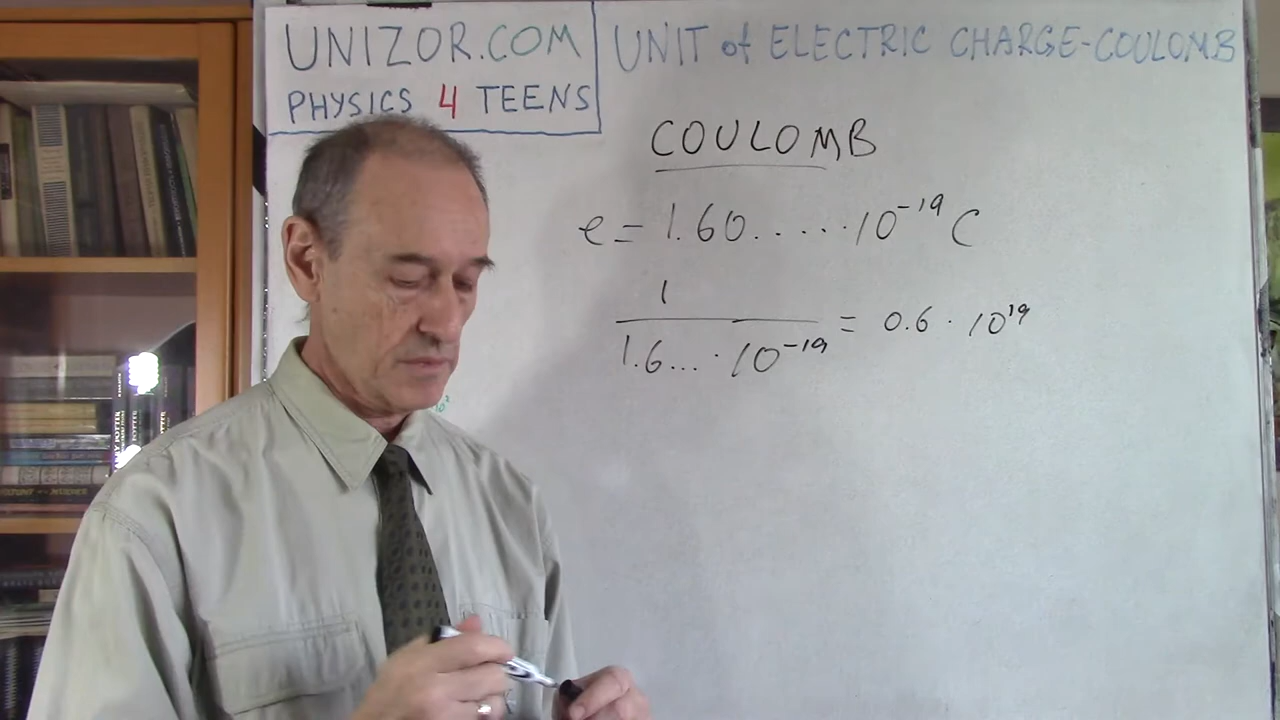 UNIZOR.COM
PHYSICS 4 TEENS
UNIT of ELECTRIC CHARGE-COULOMB
COULOMB
e = 1.60.....10⁻¹⁹ C
1
1.6... · 10⁻¹⁹ = 0.6 · 10¹⁹